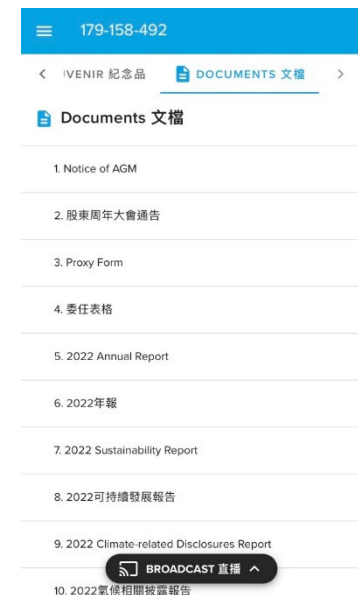 179-158-492
VENIR 紀念品 DOCUMENTS 文檔
Documents 文檔
1. Notice of AGM
2. 股東周年大會通告
3. Proxy Form
4. 委任表格
5. 2022 Annual Report
6. 2022年報
7. 2022 Sustainability Report
8. 2022可持續發展報告
9. 2022 Climate-related Disclosures Report
BROADCAST 直播
10. 2022氣候相關披露報告